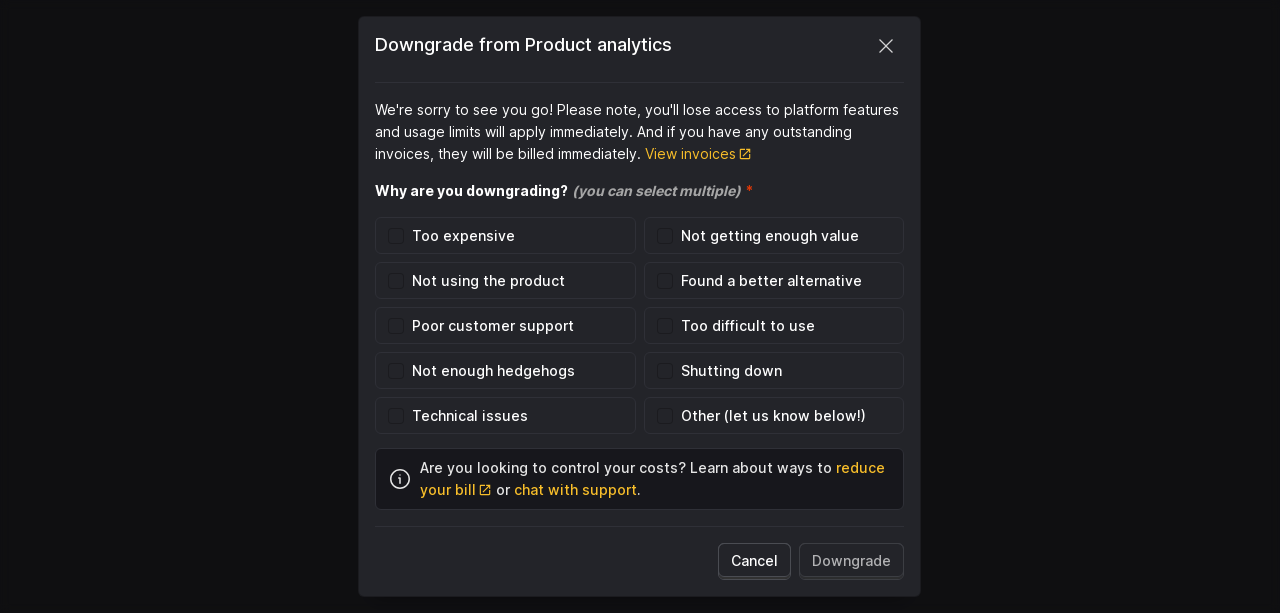 Downgrade from Product analytics
We're sorry to see you go! Please note, you'll lose access to platform features
and usage limits will apply immediately. And if you have any outstanding
invoices, they will be billed immediately. View invoices
Why are you downgrading? (you can select multiple) *
Too expensive
Not getting enough value
Not using the product
Found a better alternative
Poor customer support
Too difficult to use
Not enough hedgehogs
Shutting down
Technical issues
Other (let us know below!)
Are you looking to control your costs? Learn about ways to reduce
your bill or chat with support.
Cancel
Downgrade